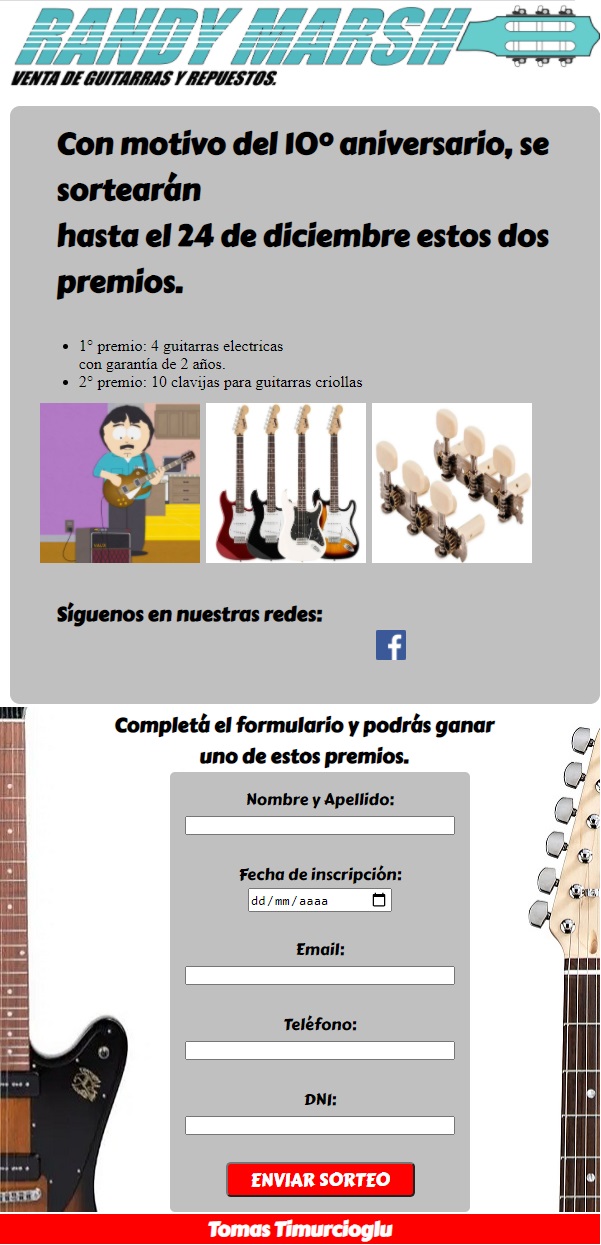 RANDY MARSH
VENTA DE GUITARRAS Y REPUESTOS.
Con motivo del 10° aniversario, se
sortearán
hasta el 24 de diciembre estos dos
premios.
1° premio: 4 guitarras electricas
con garantía de 2 años.
2° premio: 10 clavijas para guitarras criollas
Síguenos en nuestras redes:
Completá el formulario y podrás ganar
uno de estos premios.
Nombre y Apellido:
Fecha de inscripción:
dd/mm/aaaa
Email:
Teléfono:
DNI:
ENVIAR SORTEO
Tomas Timurcioglu